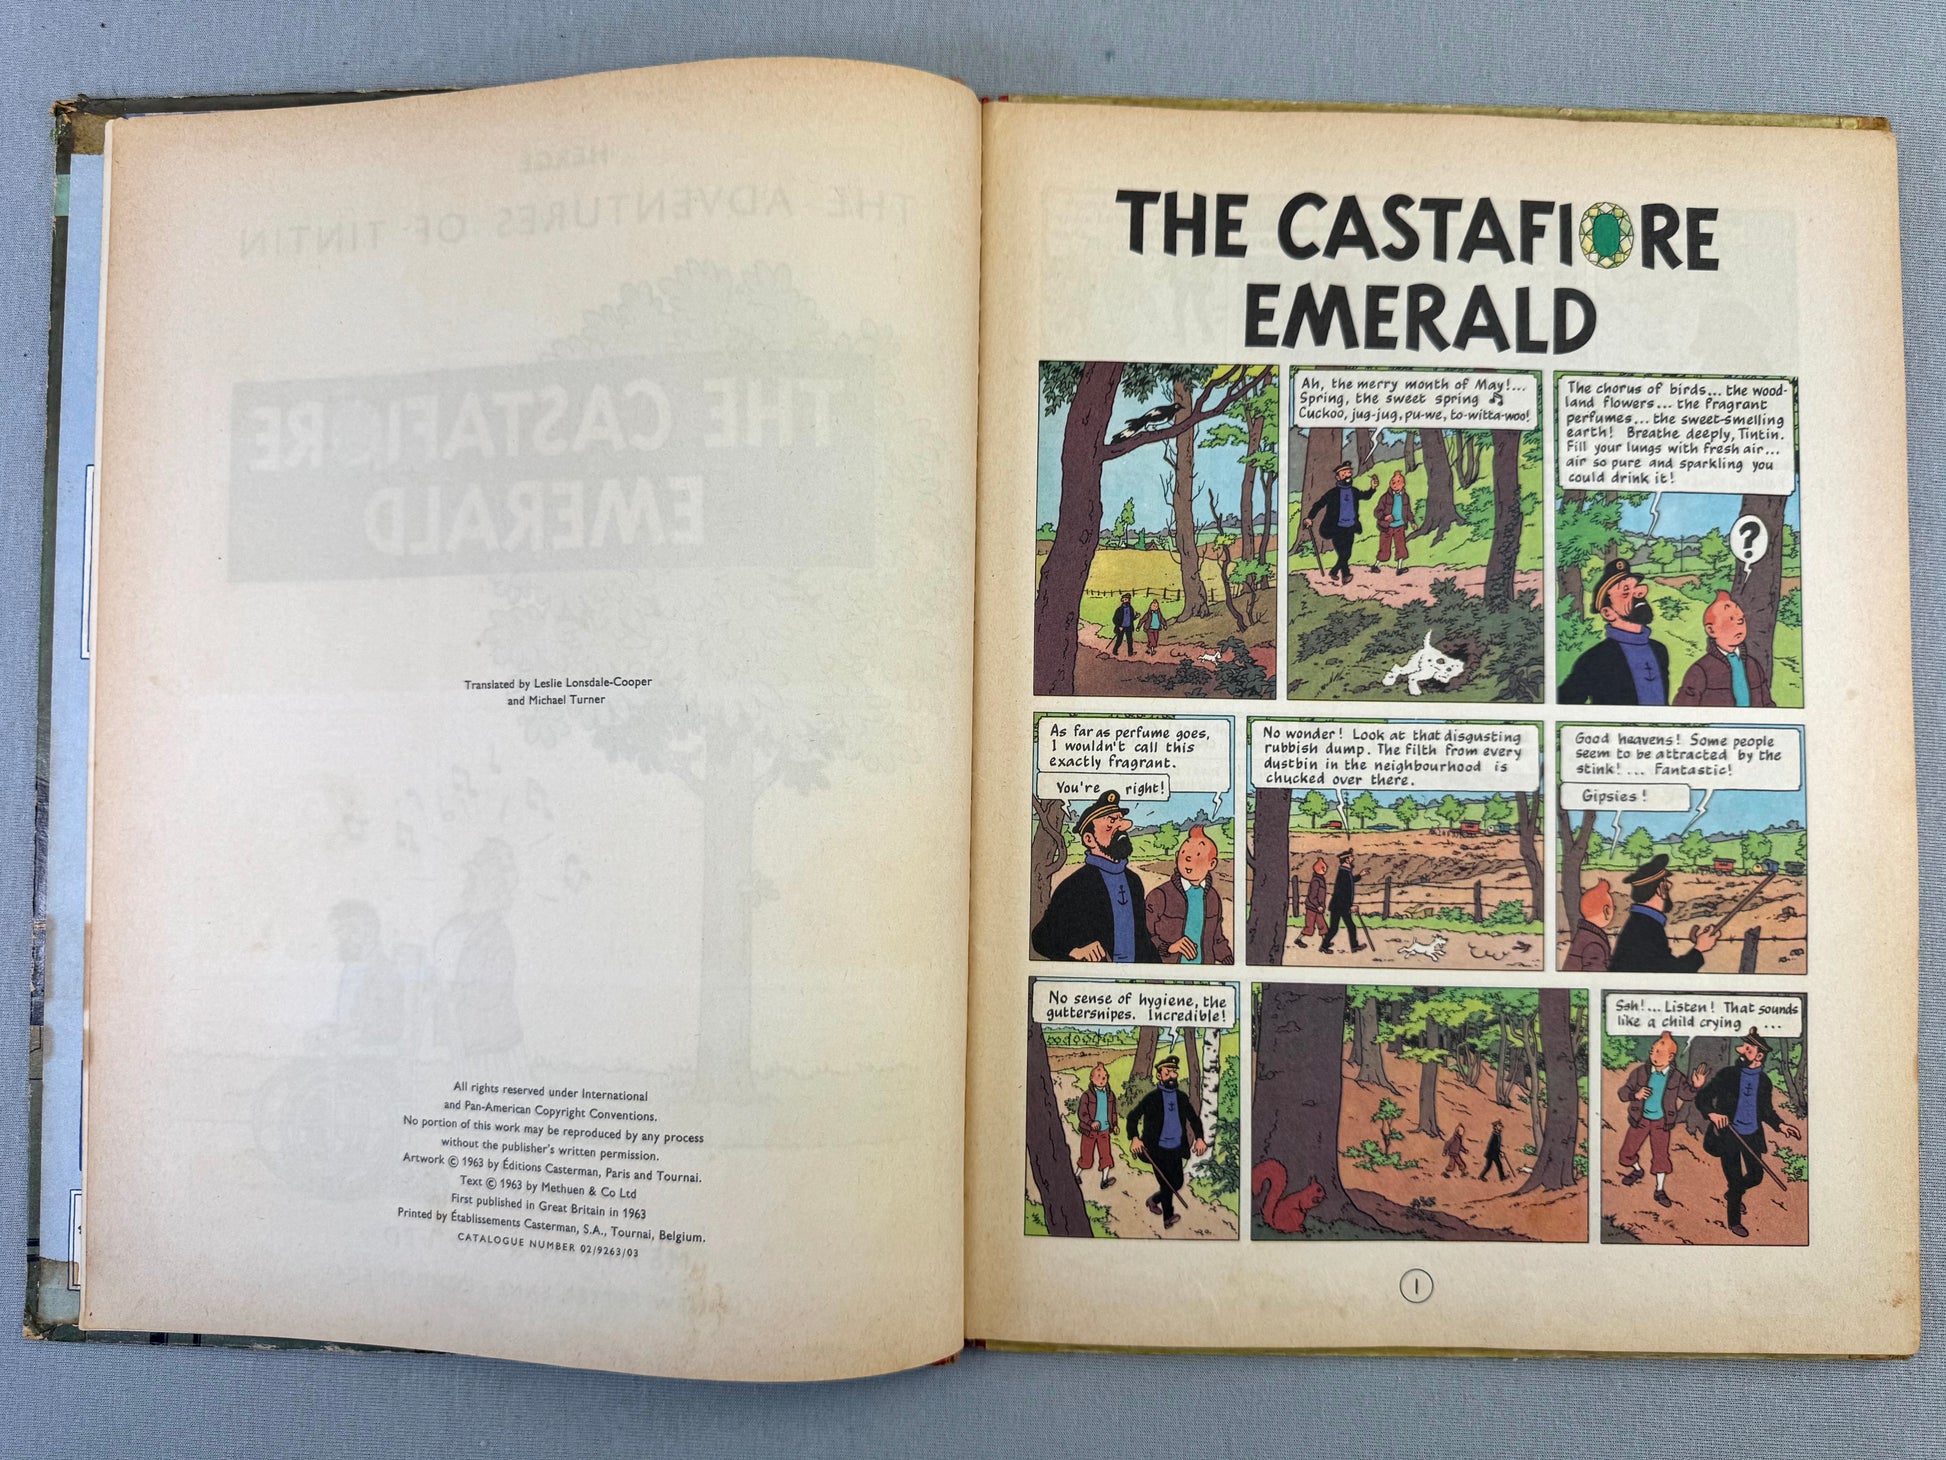 Translated by Leslie Lonsdale-Cooper
and Michael Turner
All rights reserved under International
and Pan-American Copyright Conventions.
No portion of this work may be reproduced by any process
without the publisher's written permission.
Artwork © 1963 by Éditions Casterman, Paris and Tournai.
Text © 1963 by Methuen & Co Ltd
First published in Great Britain in 1963
Printed by Établissements Casterman, S.A., Tournai, Belgium.
CATALOGUE NUMBER 02/9263/03
THE CASTAFIORE
EMERALD
Ah, the merry month of May!...
Spring, the sweet spring
Cuckoo, jug-jug, pu-we, to-witta-woo!
The chorus of birds... the wood-
land flowers... the fragrant
perfumes... the sweet-smelling
earth! Breathe deeply, Tintin.
Fill your lungs with fresh air...
air so pure and sparkling you
could drink it!
?
As far as perfume goes,
I wouldn't call this
exactly fragrant.
You're right!
No wonder! Look at that disgusting
rubbish dump. The filth from every
dustbin in the neighbourhood is
chucked over there.
Good heavens! Some people
seem to be attracted by the
stink! ... Fantastic!
Gipsies!
No sense of hygiene, the
guttersnipes. Incredible!
Ssh!... Listen! That sounds
like a child crying ...
1